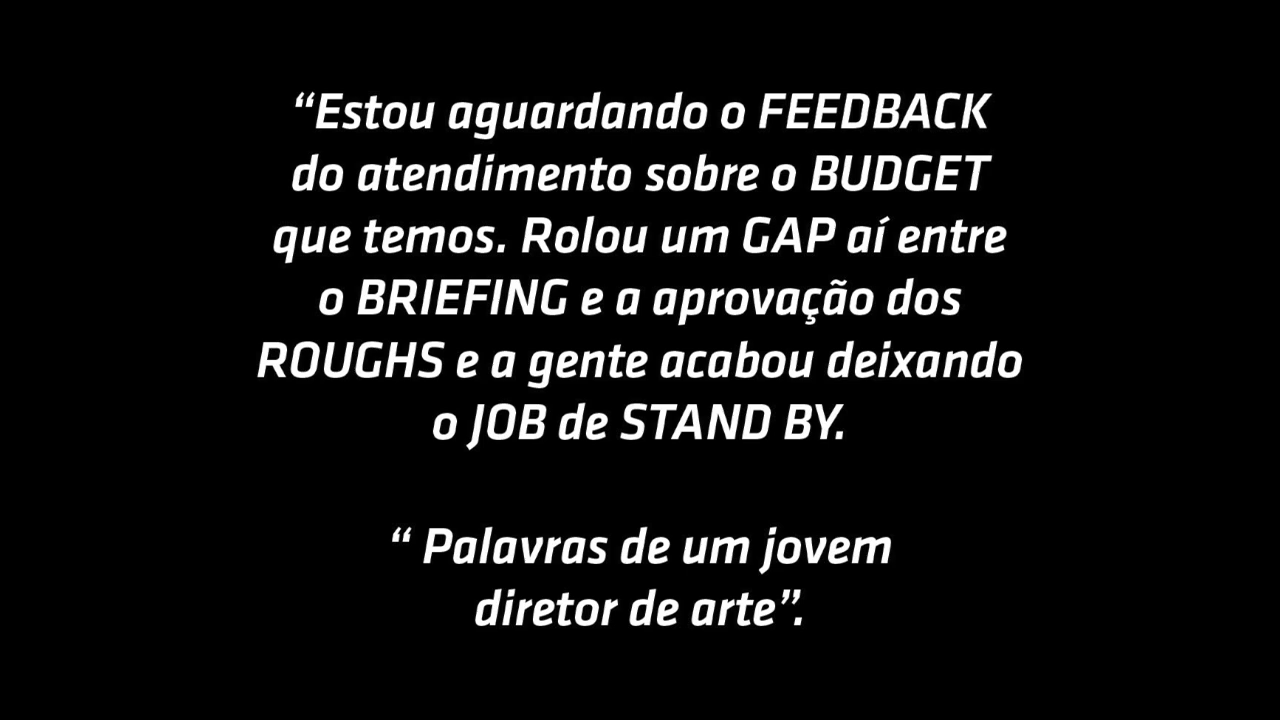 “Estou aguardando o FEEDBACK
do atendimento sobre o BUDGET
que temos. Rolou um GAP aí entre
o BRIEFING e a aprovação dos
ROUGHS e a gente acabou deixando
o JOB de STAND BY.
“ Palavras de um jovem
diretor de arte”.